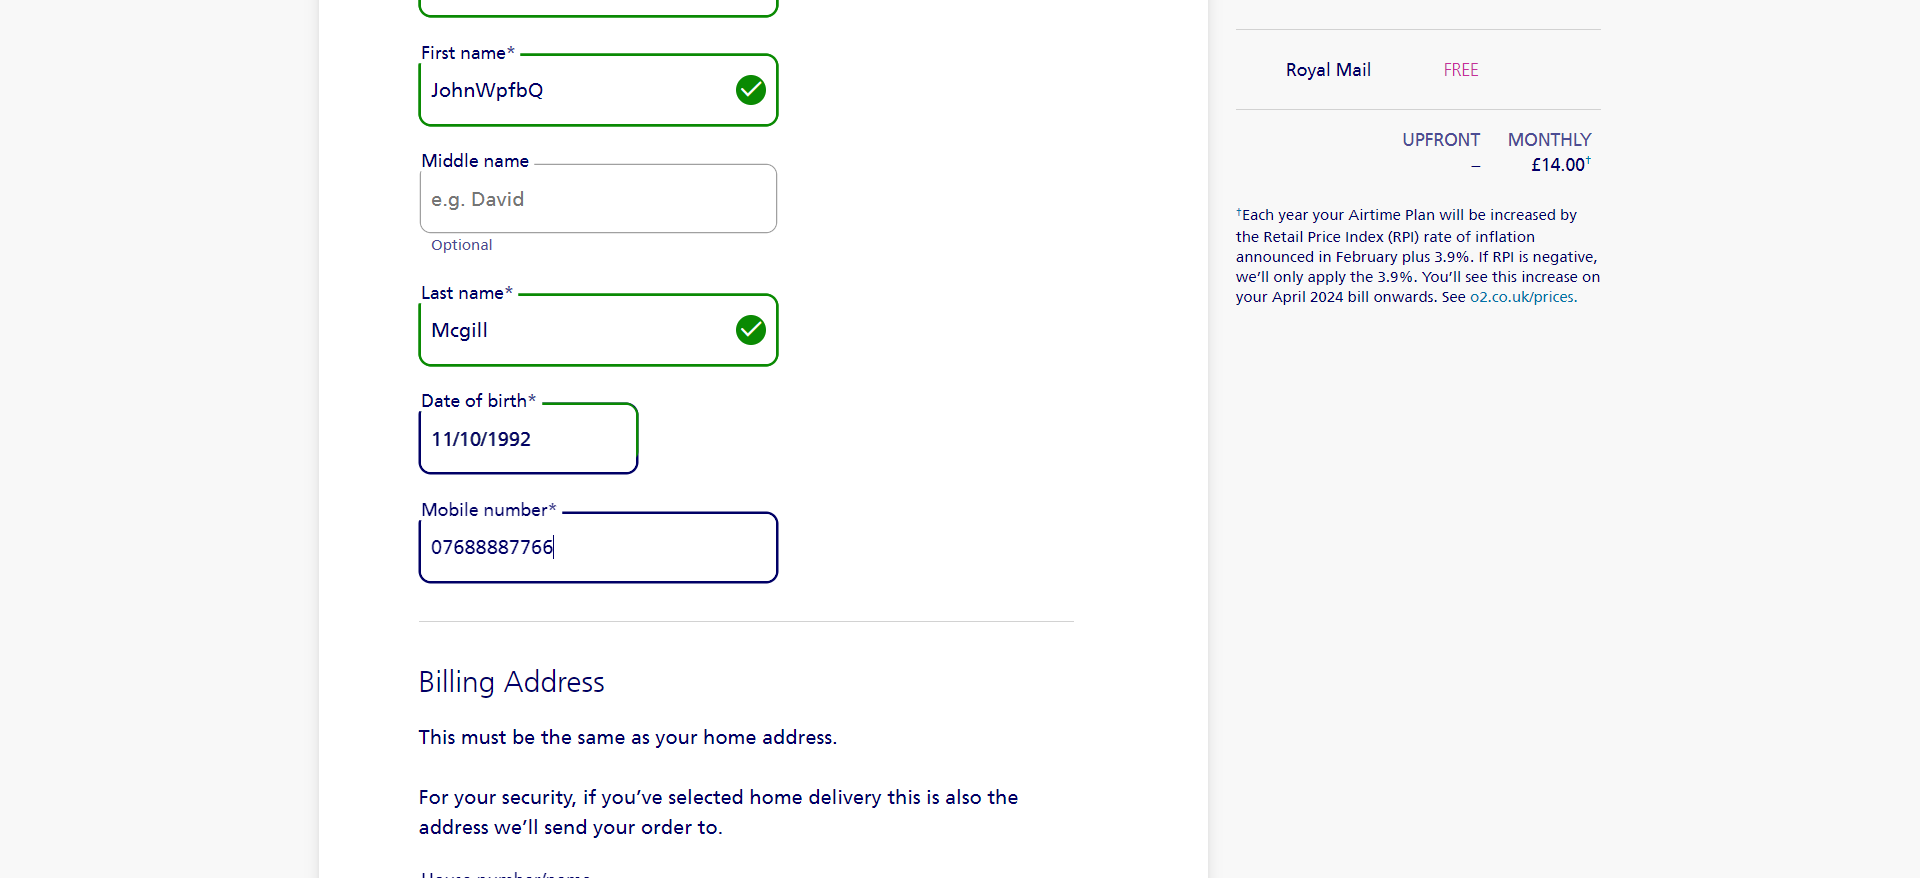 First name*
JohnWpfbQ
Middle name
e.g. David
Optional
Last name*
Mcgill
Date of birth*
11/10/1992
Mobile number*
07688887766
Billing Address
This must be the same as your home address.
For your security, if you’ve selected home delivery this is also the
address we’ll send your order to.
House number/name
Royal Mail FREE
UPFRONT MONTHLY
– £14.00†
†Each year your Airtime Plan will be increased by
the Retail Price Index (RPI) rate of inflation
announced in February plus 3.9%. If RPI is negative,
we’ll only apply the 3.9%. You’ll see this increase on
your April 2024 bill onwards. See o2.co.uk/prices.